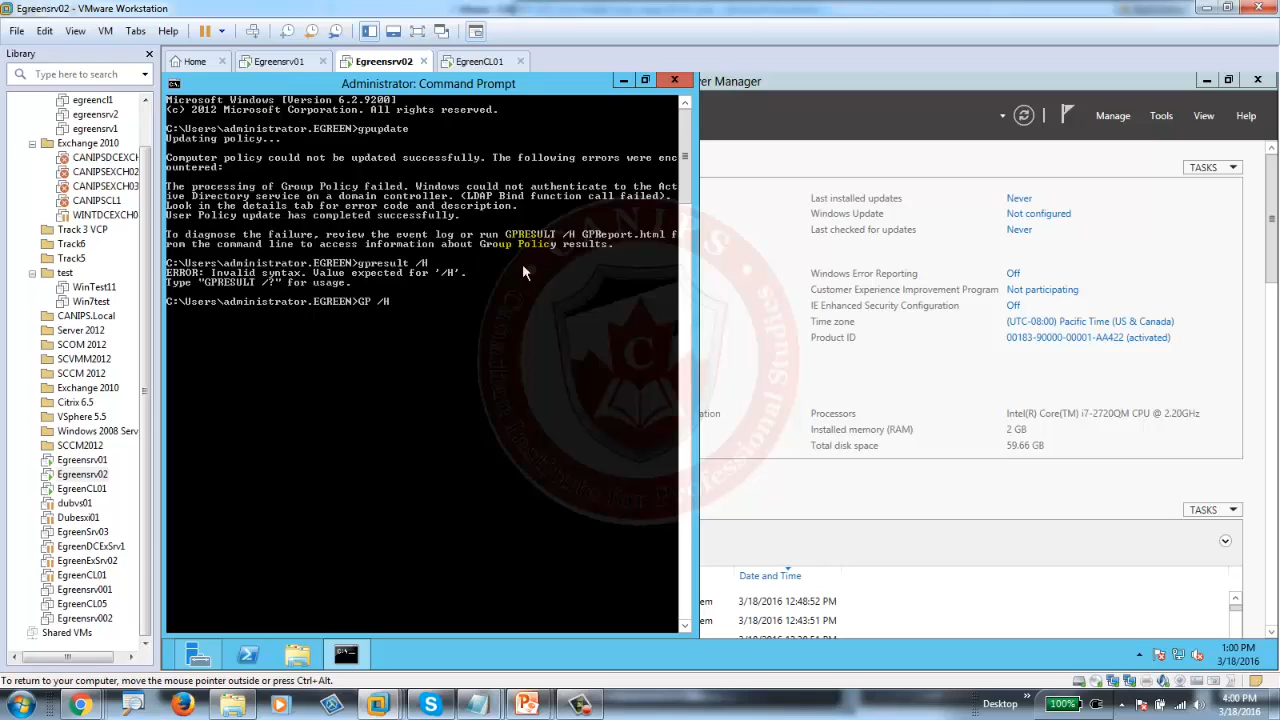 Egreensrv02 - VMware Workstation
File Edit View VM Tabs Help
Library
Type here to search
Home
Egreensrv01
Egreensrv02
EgreenCL01
egreencl1
egreensrv2
egreensrv1
Exchange 2010
CANIPSDCEXCH
CANIPSEXCH02
CANIPSEXCH03
CANIPSCL1
WINTDCEXCH0
Track 3 VCP
Track6
Track5
test
WinTest11
Win7test
CANIPS.Local
Server 2012
SCOM 2012
SCVMM2012
SCCM 2012
Exchange 2010
Citrix 6.5
VSphere 5.5
Windows 2008 Serv
SCCM2012
Egreensrv01
Egreensrv02
EgreenCL01
dubvs01
Dubesxi01
EgreenSrv03
EgreenDCExSrv1
EgreenExSrv02
EgreenCL01
Egreensrv001
EgreenCL05
Egreensrv002
Shared VMs
Administrator: Command Prompt
Microsoft Windows [Version 6.2.9200]
(c) 2012 Microsoft Corporation. All rights reserved.
C:\Users\administrator.EGREEN>gpupdate
Updating policy...
Computer policy could not be updated successfully. The following errors were enc
ountered:
The processing of Group Policy failed. Windows could not authenticate to the Act
ive Directory service on a domain controller. (LDAP Bind function call failed).
Look in the details tab for error code and description.
User Policy update has completed successfully.
To diagnose the failure, review the event log or run GPRESULT /H GPReport.html f
rom the command line to access information about Group Policy results.
C:\Users\administrator.EGREEN>gpresult /H
ERROR: Invalid syntax. Value expected for '/H'.
Type "GPRESULT /?" for usage.
C:\Users\administrator.EGREEN>GP /H
ver Manager
Manage Tools View Help
TASKS
Last installed updates Never
Windows Update Not configured
Last checked for updates Never
Windows Error Reporting Off
Customer Experience Improvement Program Not participating
IE Enhanced Security Configuration Off
Time zone (UTC-08:00) Pacific Time (US & Canada)
Product ID 00183-90000-00001-AA422 (activated)
ation
Processors Intel(R) Core(TM) i7-2720QM CPU @ 2.20GHz
Installed memory (RAM) 2 GB
Total disk space 59.66 GB
TASKS
Date and Time
em 3/18/2016 12:48:52 PM
em 3/18/2016 12:43:51 PM
CANIPS
C
1:00 PM
3/18/2016
To return to your computer, move the mouse pointer outside or press Ctrl+Alt.
Desktop
100%
4:00 PM
3/18/2016